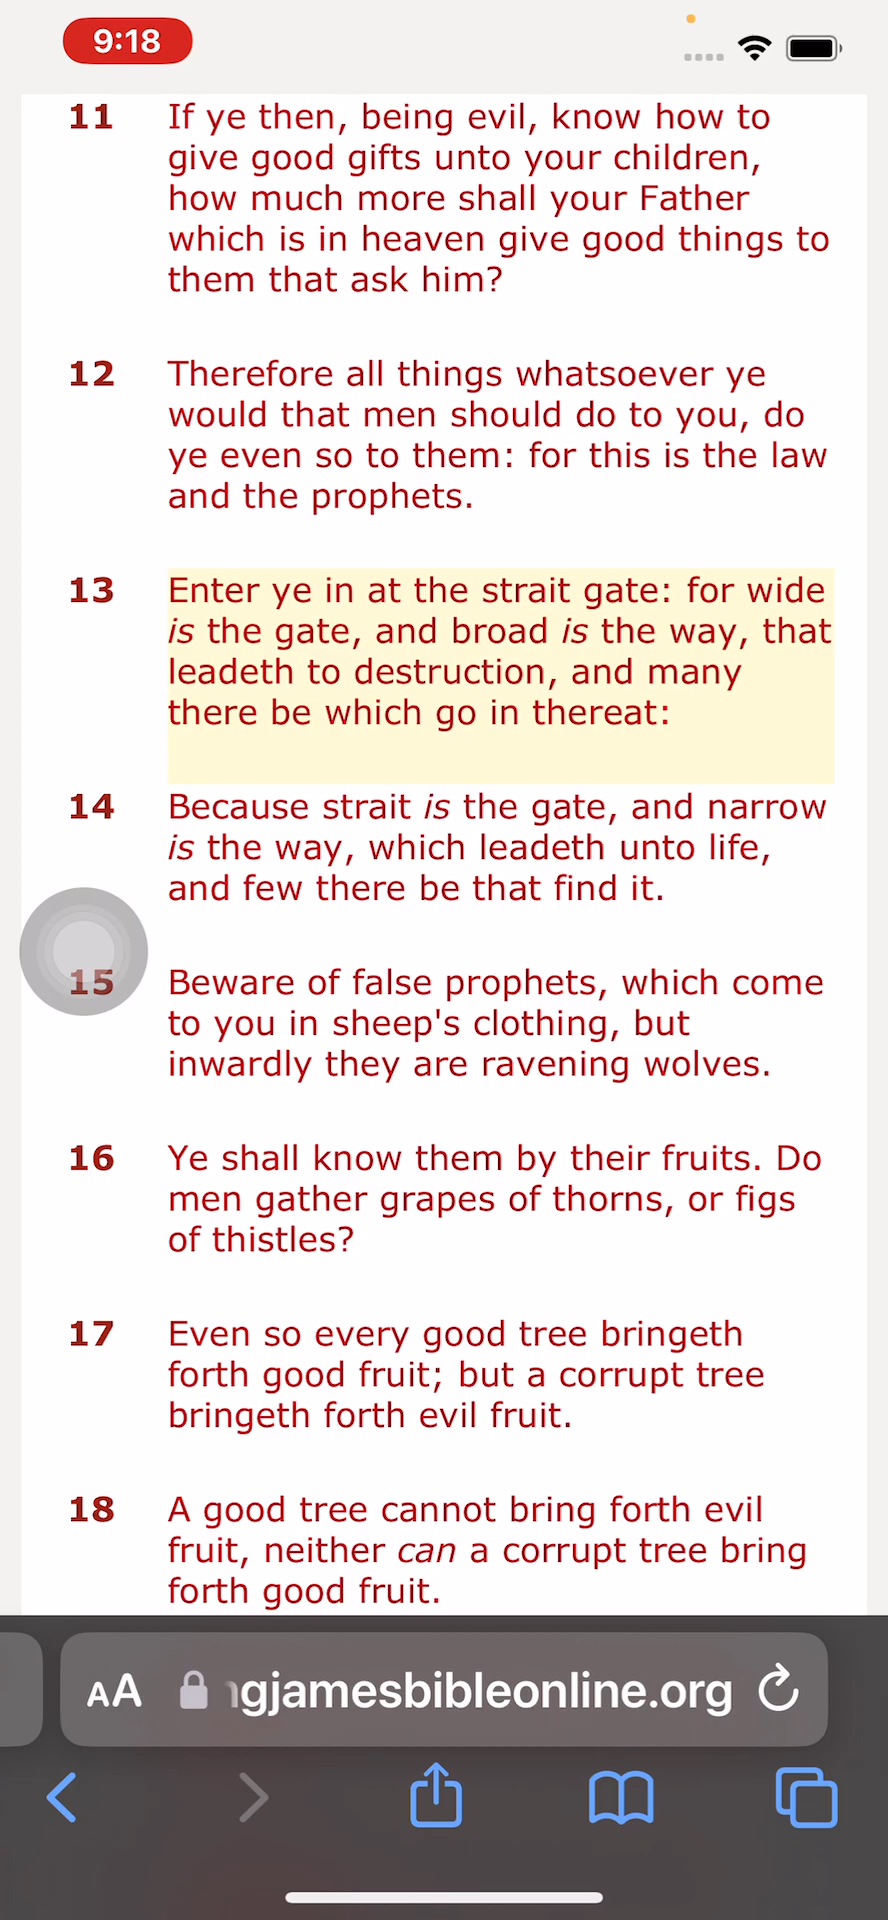 9:18
11 If ye then, being evil, know how to
give good gifts unto your children,
how much more shall your Father
which is in heaven give good things to
them that ask him?
12 Therefore all things whatsoever ye
would that men should do to you, do
ye even so to them: for this is the law
and the prophets.
13 Enter ye in at the strait gate: for wide
is the gate, and broad is the way, that
leadeth to destruction, and many
there be which go in thereat:
14 Because strait is the gate, and narrow
is the way, which leadeth unto life,
and few there be that find it.
15 Beware of false prophets, which come
to you in sheep's clothing, but
inwardly they are ravening wolves.
16 Ye shall know them by their fruits. Do
men gather grapes of thorns, or figs
of thistles?
17 Even so every good tree bringeth
forth good fruit; but a corrupt tree
bringeth forth evil fruit.
18 A good tree cannot bring forth evil
fruit, neither can a corrupt tree bring
forth good fruit.
AA gjamesbibleonline.org